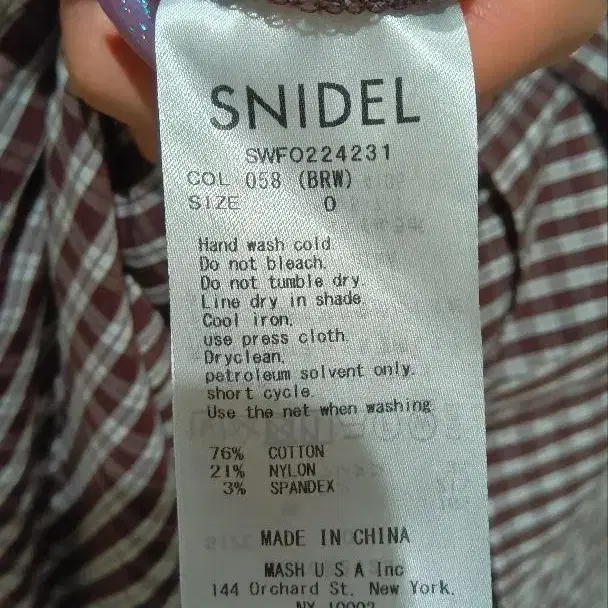 SNIDEL
SWFO224231
COL 058 (BRW)
SIZE 0
Hand wash cold.
Do not bleach.
Do not tumble dry.
Line dry in shade.
Cool iron.
use press cloth.
Dryclean.
petroleum solvent only.
short cycle.
Use the net when washing.
76% COTTON
21% NYLON
3% SPANDEX
MADE IN CHINA
MASH U S A Inc
144 Orchard St. New York.